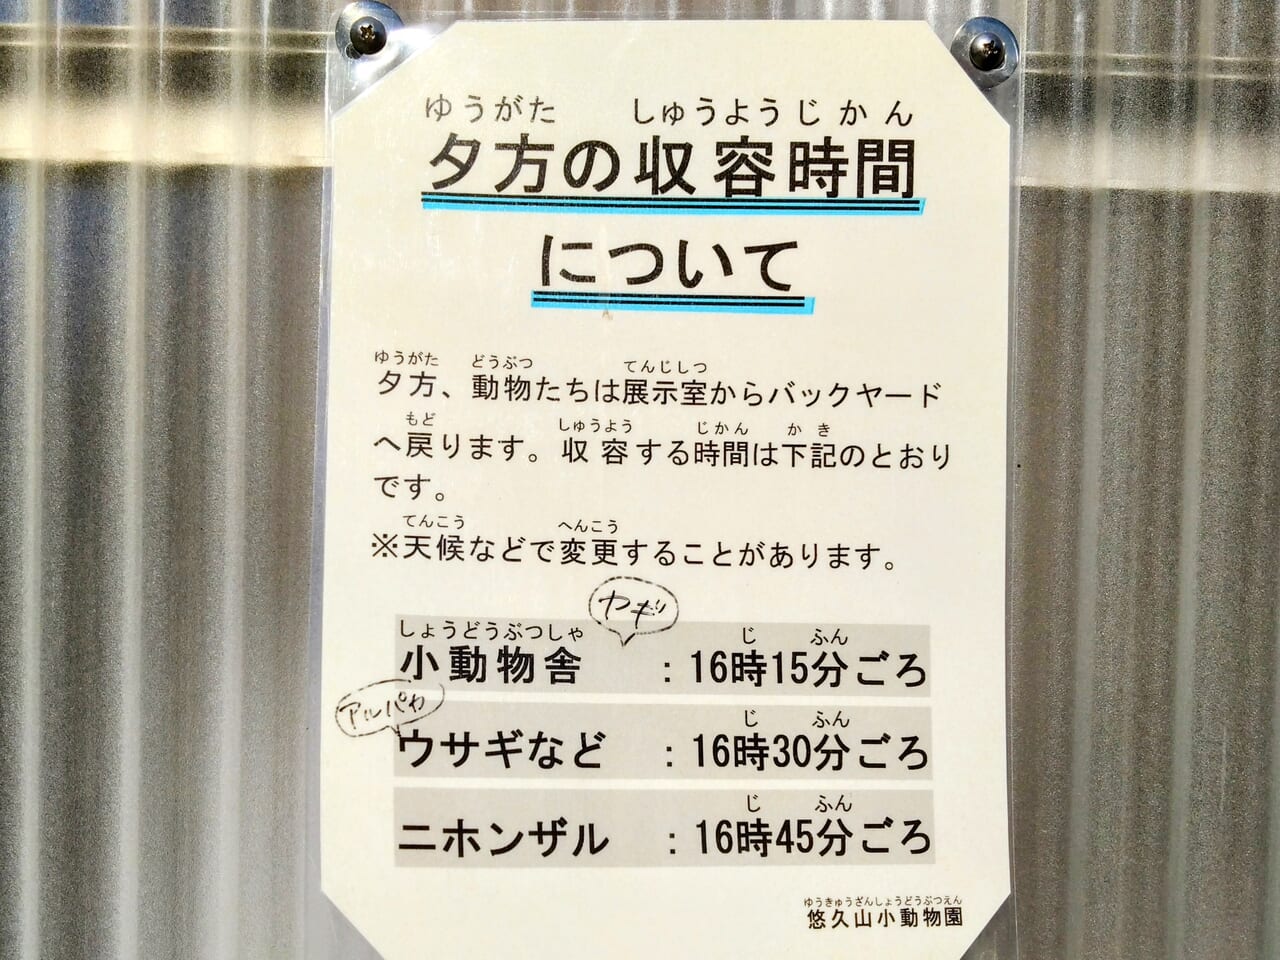 ゆうがた しゅうようじかん
夕方の収容時間
について
ゆうがた どうぶつ てんじしつ
夕方、動物たちは展示室からバックヤード
もど しゅうよう じかん かき
へ戻ります。収容する時間は下記のとおり
です。
てんこう へんこう
※天候などで変更することがあります。
ヤギ
しょうどうぶつしゃ じ ふん
小動物舎 : 16時15分ごろ
アルパカ
じ ふん
ウサギなど : 16時30分ごろ
じ ふん
ニホンザル : 16時45分ごろ
ゆうきゅうざんしょうどうぶつえん
悠久山小動物園